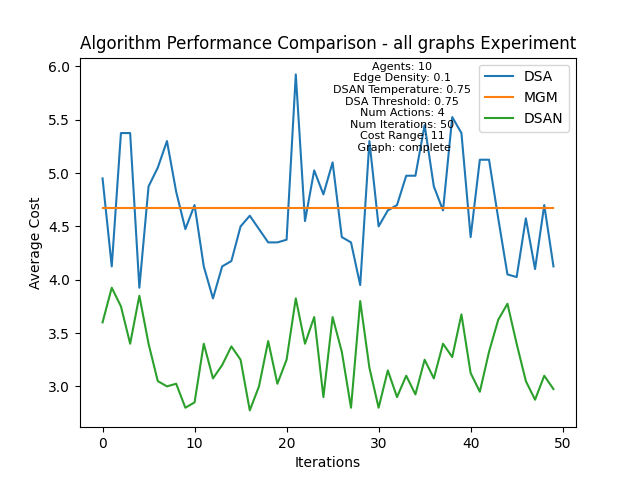 Algorithm Performance Comparison - all graphs Experiment
Agents: 10
Edge Density: 0.1
DSAN Temperature: 0.75
DSA Threshold: 0.75
Num Actions: 4
Num Iterations: 50
Cost Range: 11
Graph: complete
DSA
MGM
DSAN
Average Cost
6.0
5.5
5.0
4.5
4.0
3.5
3.0
0 10 20 30 40 50
Iterations